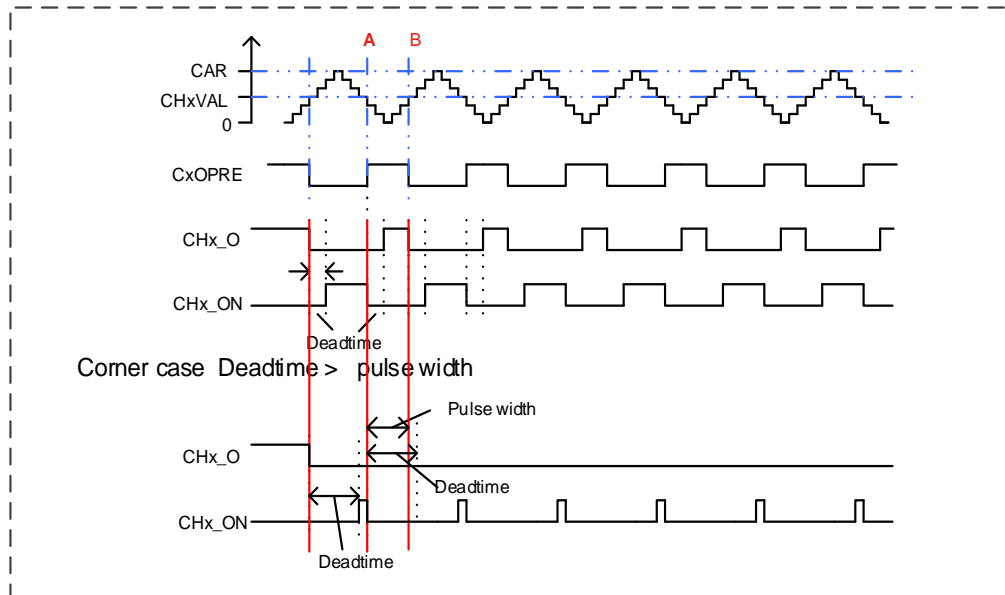 A B
CAR
CHxVAL
0
CxOPRE
CHx_O
CHx_ON
Deadtime
Corner case Deadtime > pulse width
Pulse width
CHx_O
Deadtime
CHx_ON
Deadtime